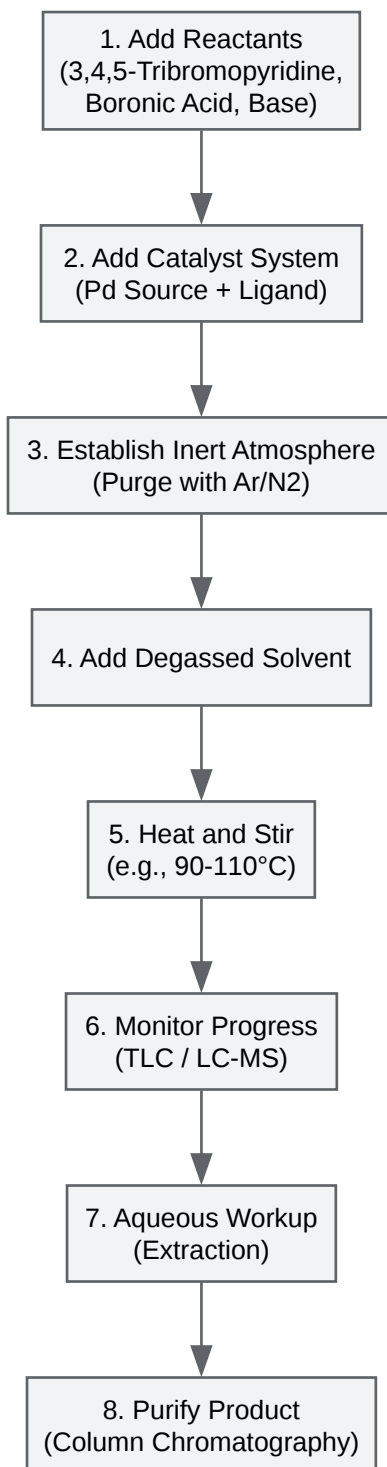 1. Add Reactants
(3,4,5-Tribromopyridine,
Boronic Acid, Base)
2. Add Catalyst System
(Pd Source + Ligand)
3. Establish Inert Atmosphere
(Purge with Ar/N2)
4. Add Degassed Solvent
5. Heat and Stir
(e.g., 90-110°C)
6. Monitor Progress
(TLC / LC-MS)
7. Aqueous Workup
(Extraction)
8. Purify Product
(Column Chromatography)